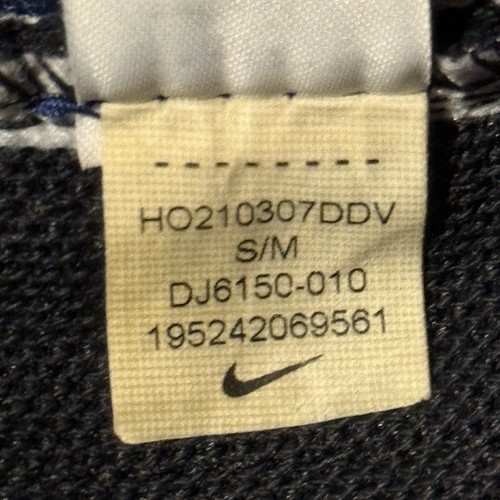 --------
HO210307DDV
S/M
DJ6150-010
195242069561